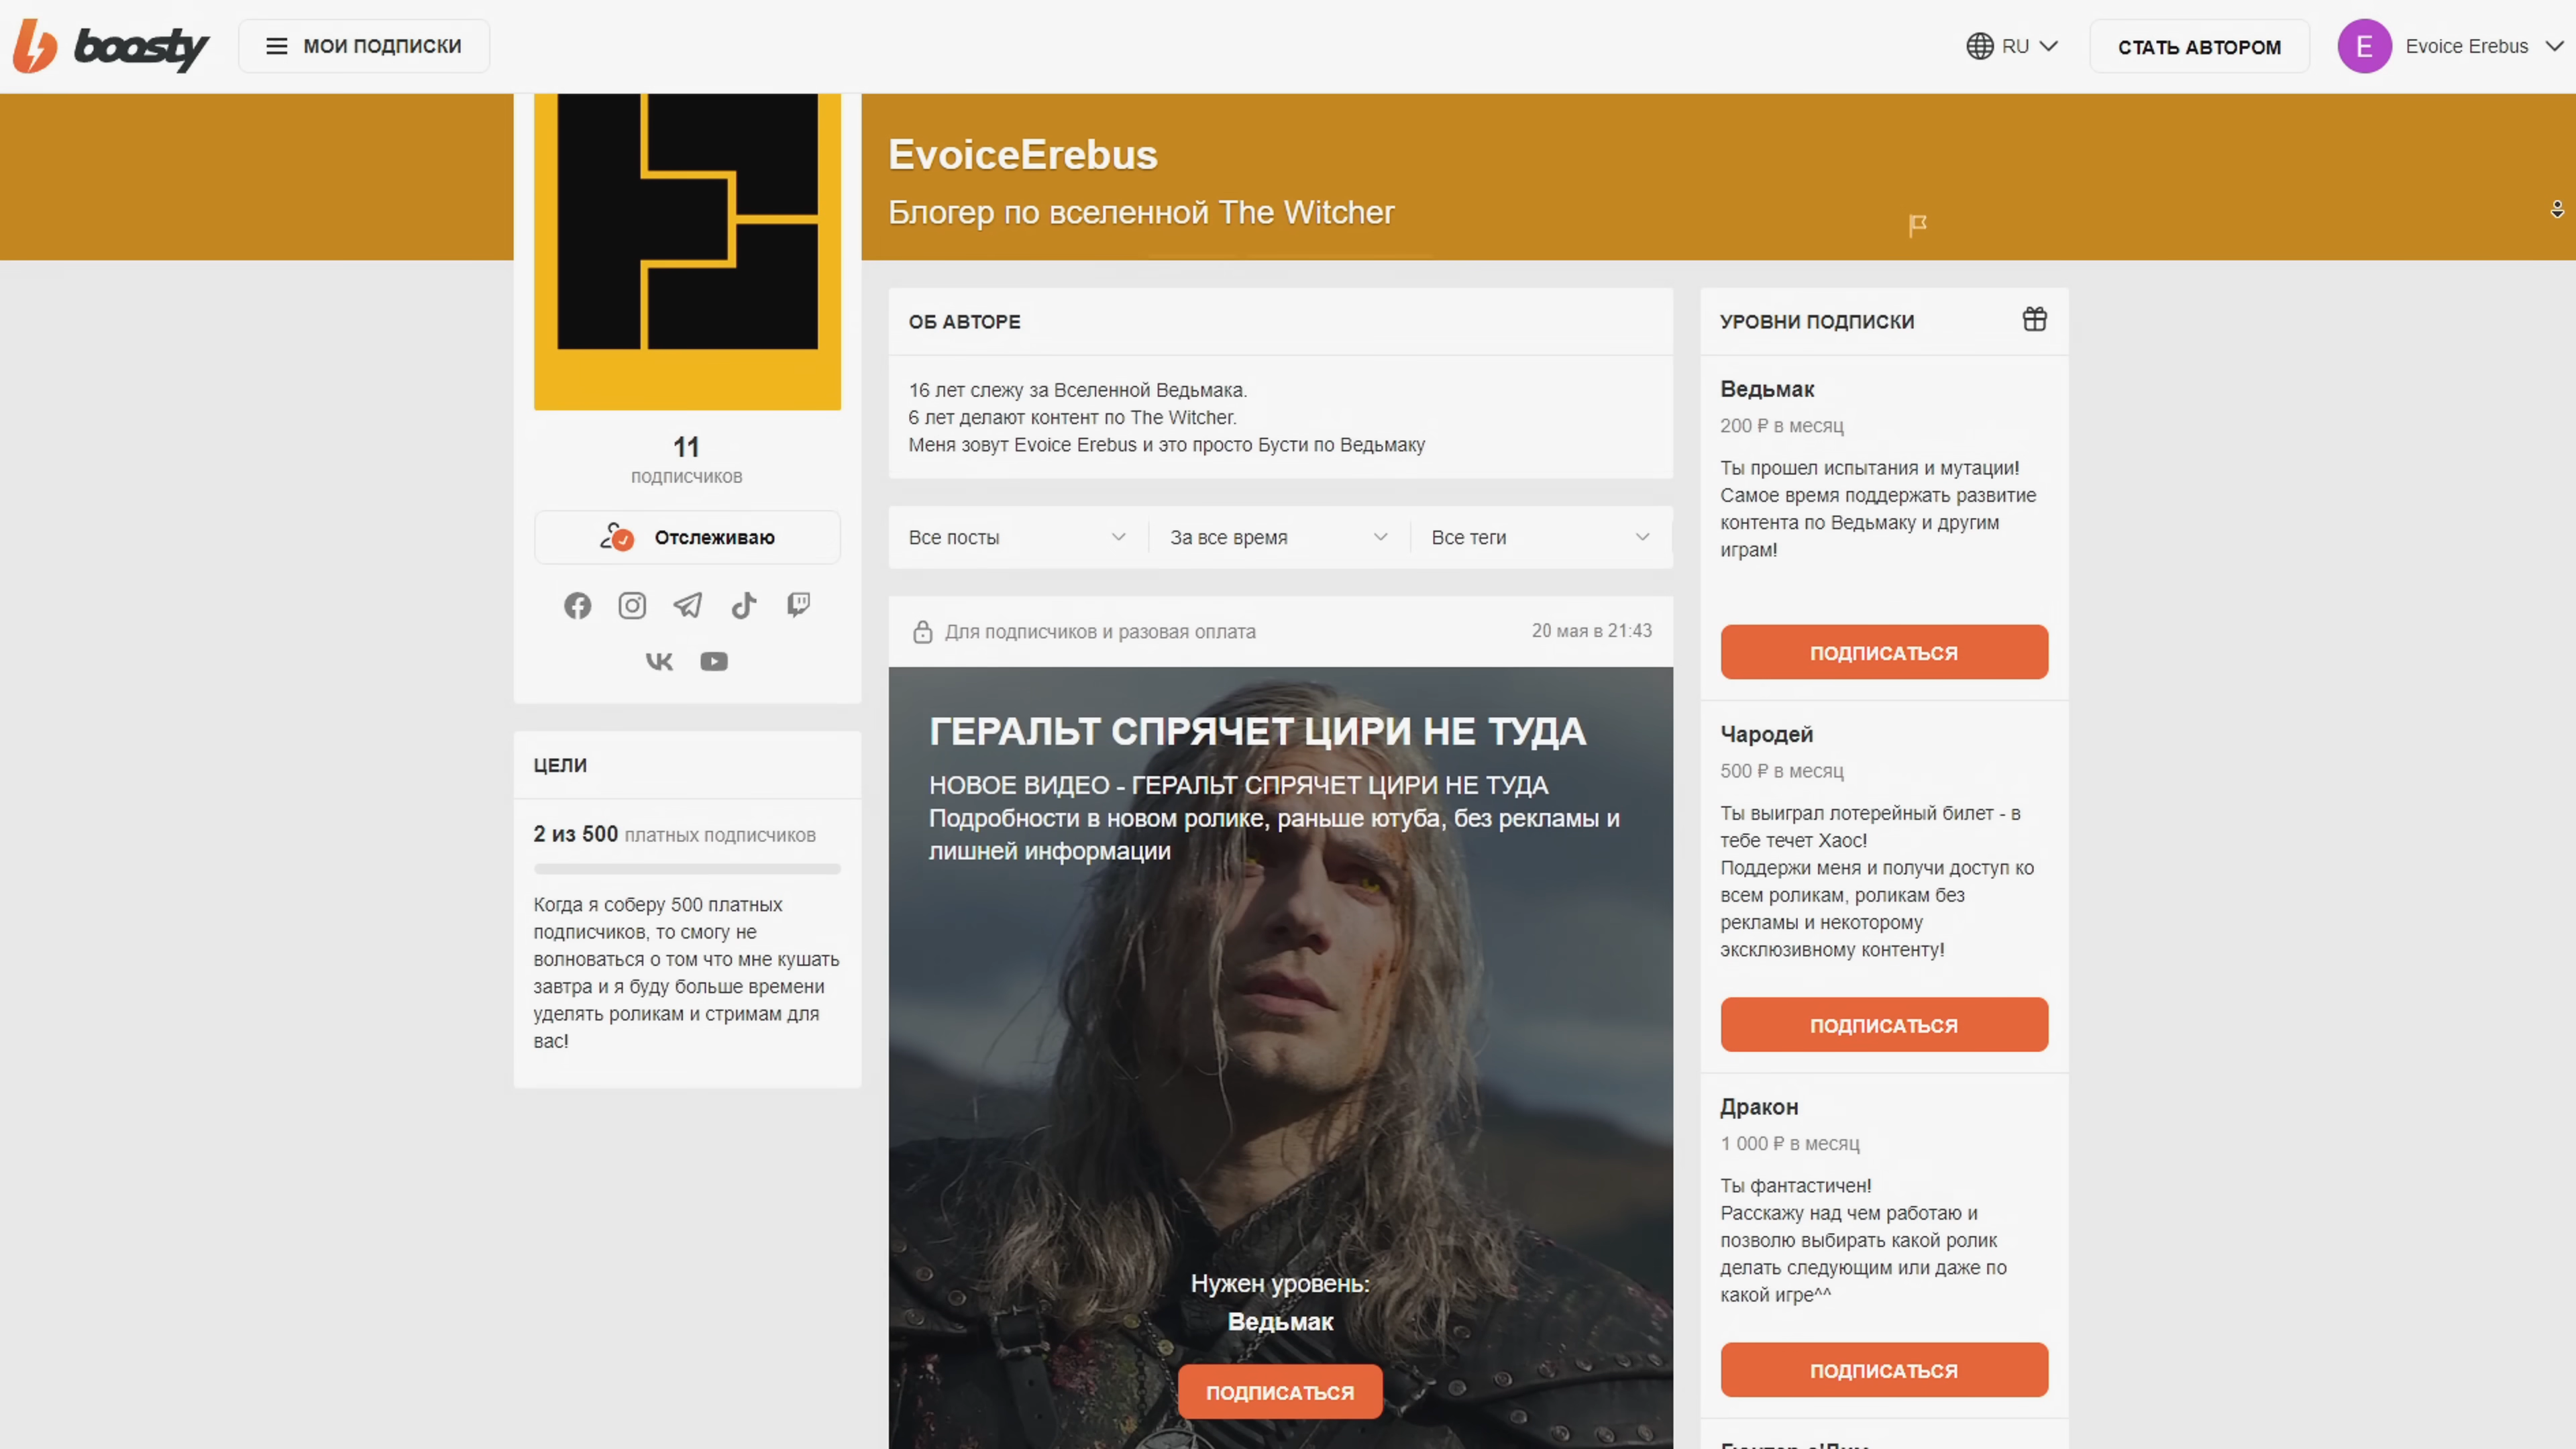 boosty
МОИ ПОДПИСКИ
RU
СТАТЬ АВТОРОМ
E
Evoice Erebus
EvoiceErebus
Блогер по вселенной The Witcher
11
подписчиков
Отслеживаю
ЦЕЛИ
2 из 500 платных подписчиков
Когда я соберу 500 платных
подписчиков, то смогу не
волноваться о том что мне кушать
завтра и я буду больше времени
уделять роликам и стримам для
вас!
ОБ АВТОРЕ
16 лет слежу за Вселенной Ведьмака.
6 лет делают контент по The Witcher.
Меня зовут Evoice Erebus и это просто Бусти по Ведьмаку
Все посты
За все время
Все теги
Для подписчиков и разовая оплата
20 мая в 21:43
ГЕРАЛЬТ СПРЯЧЕТ ЦИРИ НЕ ТУДА
НОВОЕ ВИДЕО - ГЕРАЛЬТ СПРЯЧЕТ ЦИРИ НЕ ТУДА
Подробности в новом ролике, раньше ютуба, без рекламы и
лишней информации
Нужен уровень:
Ведьмак
ПОДПИСАТЬСЯ
УРОВНИ ПОДПИСКИ
Ведьмак
200 ₽ в месяц
Ты прошел испытания и мутации!
Самое время поддержать развитие
контента по Ведьмаку и другим
играм!
ПОДПИСАТЬСЯ
Чародей
500 ₽ в месяц
Ты выиграл лотерейный билет - в
тебе течет Хаос!
Поддержи меня и получи доступ ко
всем роликам, роликам без
рекламы и некоторому
эксклюзивному контенту!
ПОДПИСАТЬСЯ
Дракон
1 000 ₽ в месяц
Ты фантастичен!
Расскажу над чем работаю и
позволю выбирать какой ролик
делать следующим или даже по
какой игре^^
ПОДПИСАТЬСЯ